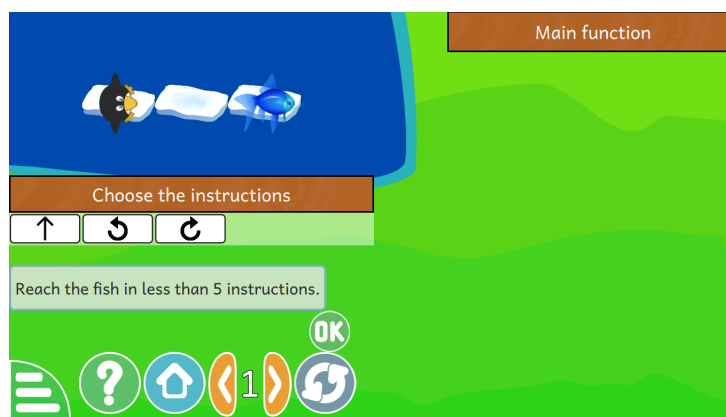 Main function
Choose the instructions
Reach the fish in less than 5 instructions.
OK
? 1